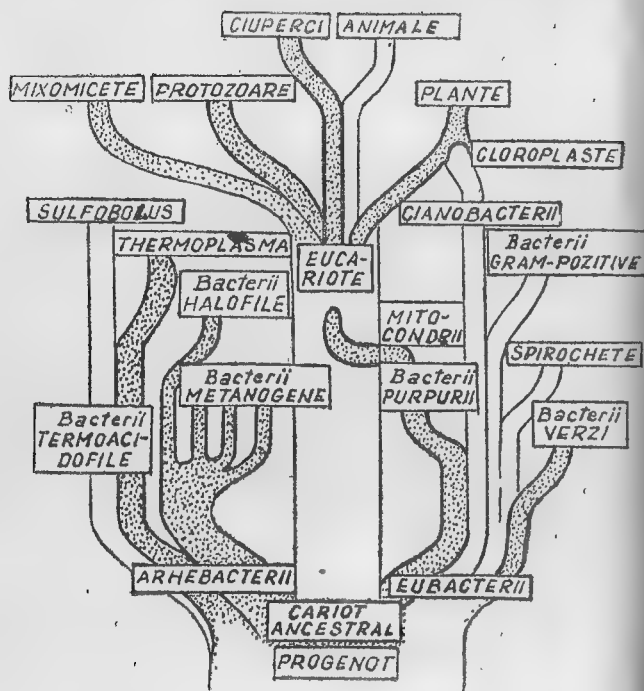 CIUPERCI
ANIMALE
MIXOMICETE
PROTOZOARE
PLANTE
CLOROPLASTE
SULFOBOLUS
CIANOBACTERII
THERMOPLASMA
EUCA-
RIOTE
Bacterii
GRAM-POZITIVE
Bacterii
HALOFILE
MITO-
CONDRII
SPIROCHETE
Bacterii
METANOGENE
Bacterii
PURPURII
Bacterii
VERZI
Bacterii
TERMOACI-
DOFILE
ARHEBACTERII
EUBACTERII
CARIOT
ANCESTRAL
PROGENOT